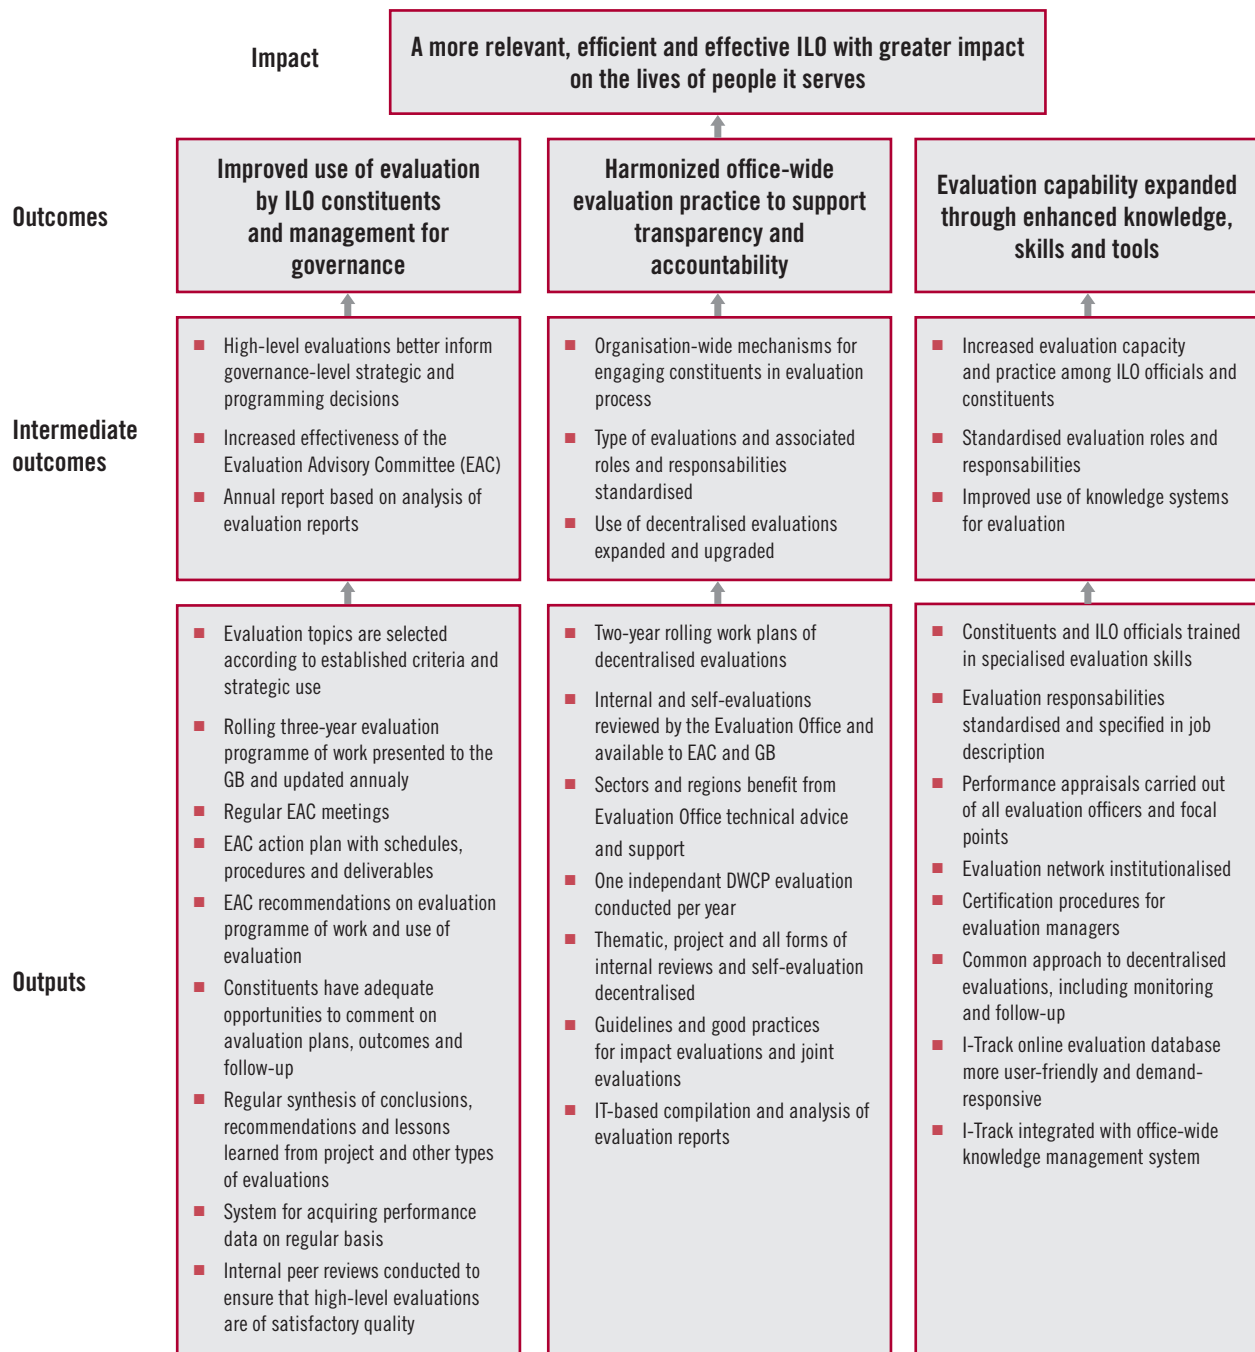 Impact
A more relevant, efficient and effective ILO with greater impact
on the lives of people it serves
Outcomes
Improved use of evaluation
by ILO constituents
and management for
governance
Harmonized office-wide
evaluation practice to support
transparency and
accountability
Evaluation capability expanded
through enhanced knowledge,
skills and tools
Intermediate
outcomes
High-level evaluations better inform
governance-level strategic and
programming decisions
Increased effectiveness of the
Evaluation Advisory Committee (EAC)
Annual report based on analysis of
evaluation reports
Organisation-wide mechanisms for
engaging constituents in evaluation
process
Type of evaluations and associated
roles and responsabilities
standardised
Use of decentralised evaluations
expanded and upgraded
Increased evaluation capacity
and practice among ILO officials and
constituents
Standardised evaluation roles and
responsabilities
Improved use of knowledge systems
for evaluation
Outputs
Evaluation topics are selected
according to established criteria and
strategic use
Rolling three-year evaluation
programme of work presented to the
GB and updated annualy
Regular EAC meetings
EAC action plan with schedules,
procedures and deliverables
EAC recommendations on evaluation
programme of work and use of
evaluation
Constituents have adequate
opportunities to comment on
avaluation plans, outcomes and
follow-up
Regular synthesis of conclusions,
recommendations and lessons
learned from project and other types
of evaluations
System for acquiring performance
data on regular basis
Internal peer reviews conducted to
ensure that high-level evaluations
are of satisfactory quality
Two-year rolling work plans of
decentralised evaluations
Internal and self-evaluations
reviewed by the Evaluation Office and
available to EAC and GB
Sectors and regions benefit from
Evaluation Office technical advice
and support
One independant DWCP evaluation
conducted per year
Thematic, project and all forms of
internal reviews and self-evaluation
decentralised
Guidelines and good practices
for impact evaluations and joint
evaluations
IT-based compilation and analysis of
evaluation reports
Constituents and ILO officials trained
in specialised evaluation skills
Evaluation responsabilities
standardised and specified in job
description
Performance appraisals carried out
of all evaluation officers and focal
points
Evaluation network institutionalised
Certification procedures for
evaluation managers
Common approach to decentralised
evaluations, including monitoring
and follow-up
I-Track online evaluation database
more user-friendly and demand-
responsive
I-Track integrated with office-wide
knowledge management system